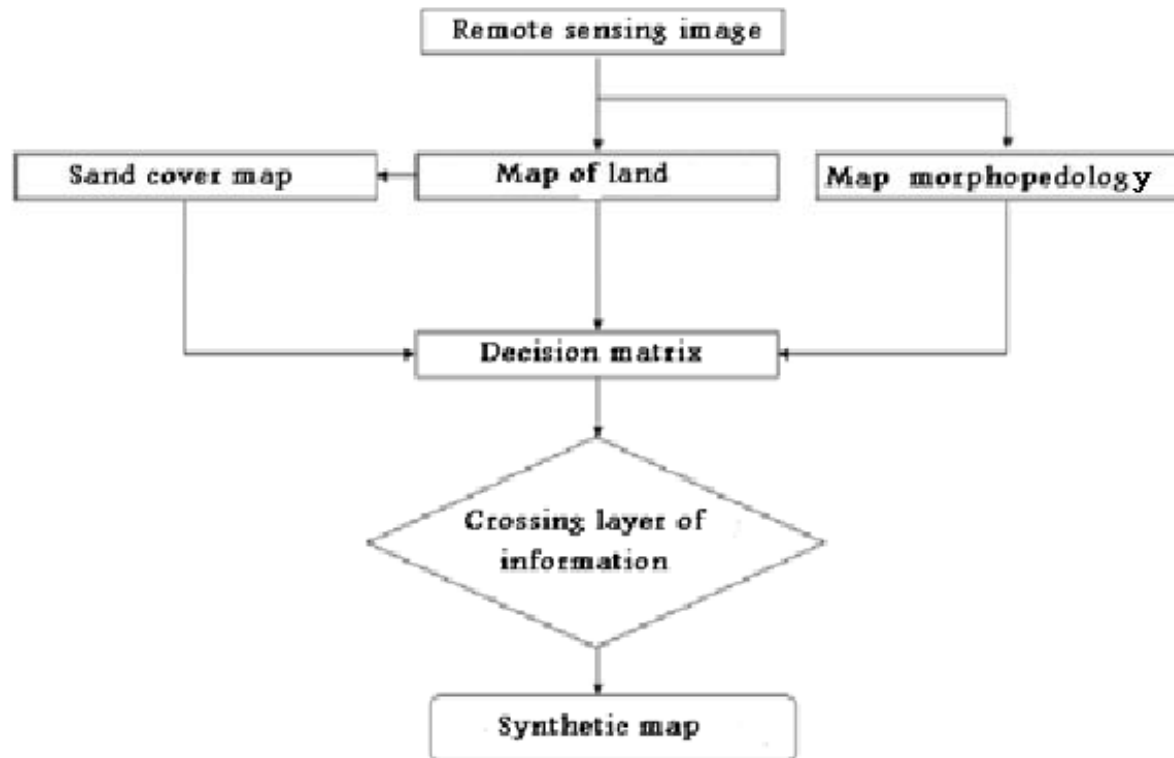 Remote sensing image
Sand cover map
Map of land
Map morphopedology
Decision matrix
Crossing layer of
information
Synthetic map